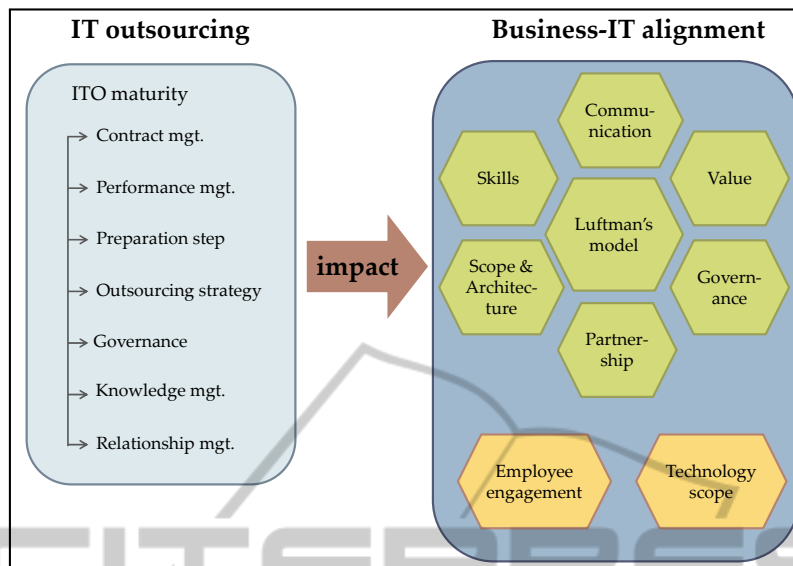 IT outsourcing
ITO maturity
Contract mgt.
Performance mgt.
Preparation step
Outsourcing strategy
Governance
Knowledge mgt.
Relationship mgt.
impact
Business-IT alignment
Commu-
nication
Skills
Value
Luftman's
model
Scope &
Architec-
ture
Govern-
ance
Partner-
ship
Employee
engagement
Technology
scope